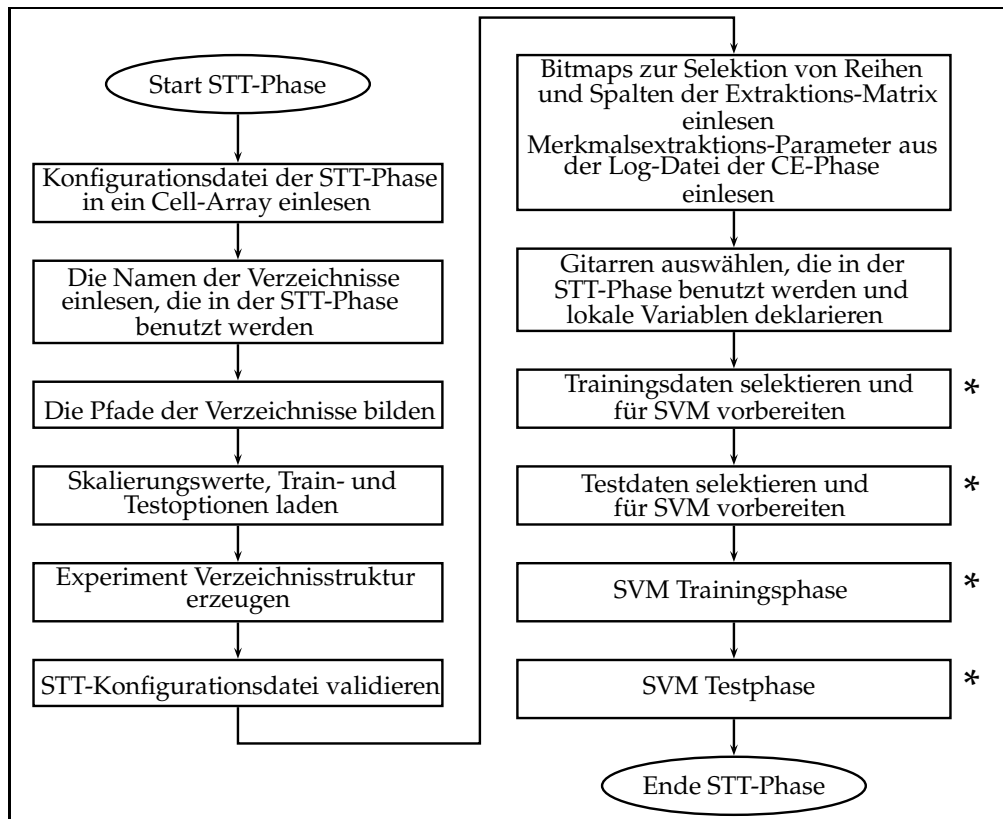 Start STT-Phase
Konfigurationsdatei der STT-Phase
in ein Cell-Array einlesen
Die Namen der Verzeichnisse
einlesen, die in der STT-Phase
benutzt werden
Die Pfade der Verzeichnisse bilden
Skalierungswerte, Train- und
Testoptionen laden
Experiment Verzeichnisstruktur
erzeugen
STT-Konfigurationsdatei validieren
Bitmaps zur Selektion von Reihen
und Spalten der Extraktions-Matrix
einlesen
Merkmalsextraktions-Parameter aus
der Log-Datei der CE-Phase
einlesen
Gitarren auswählen, die in der
STT-Phase benutzt werden und
lokale Variablen deklarieren
Trainingsdaten selektieren und
für SVM vorbereiten
*
Testdaten selektieren und
für SVM vorbereiten
*
SVM Trainingsphase
*
SVM Testphase
*
Ende STT-Phase